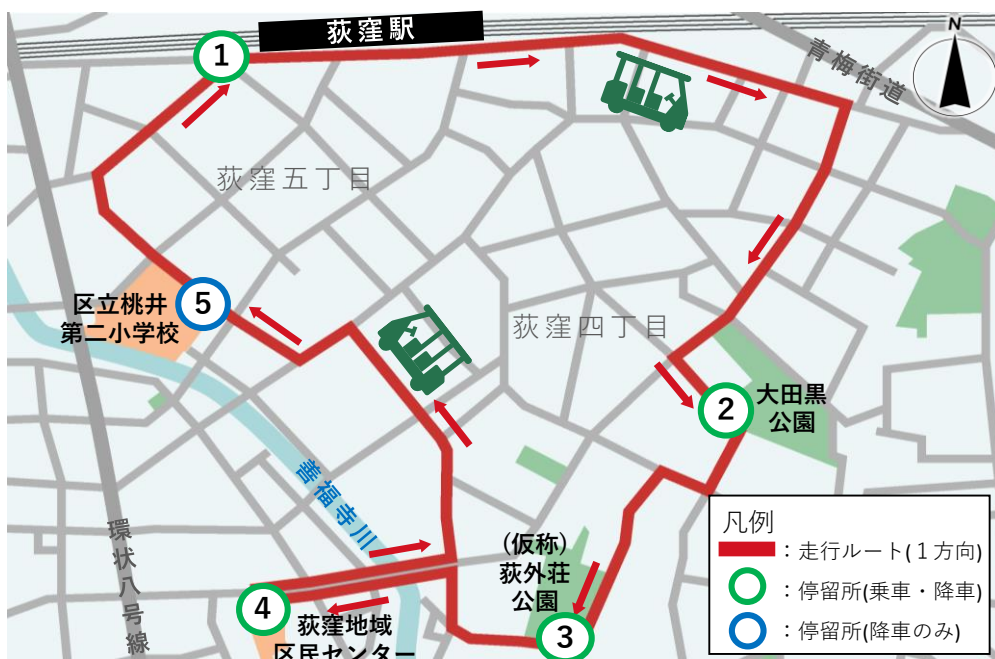 荻窪駅
1
N
青梅街道
荻窪五丁目
区立桃井
第二小学校
5
荻窪四丁目
2
大田黒
公園
善福寺川
環状八号線
(仮称)
荻外荘
公園
4
荻窪地域
区民センター
3
凡例
：走行ルート(１方向)
：停留所(乗車・降車)
：停留所(降車のみ)